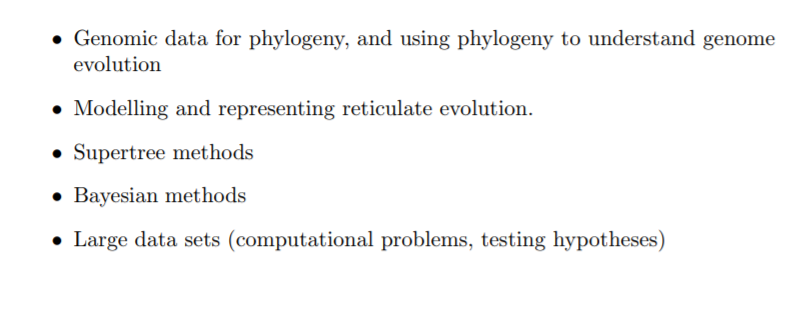 • Genomic data for phylogeny, and using phylogeny to understand genome
evolution
• Modelling and representing reticulate evolution.
• Supertree methods
• Bayesian methods
• Large data sets (computational problems, testing hypotheses)